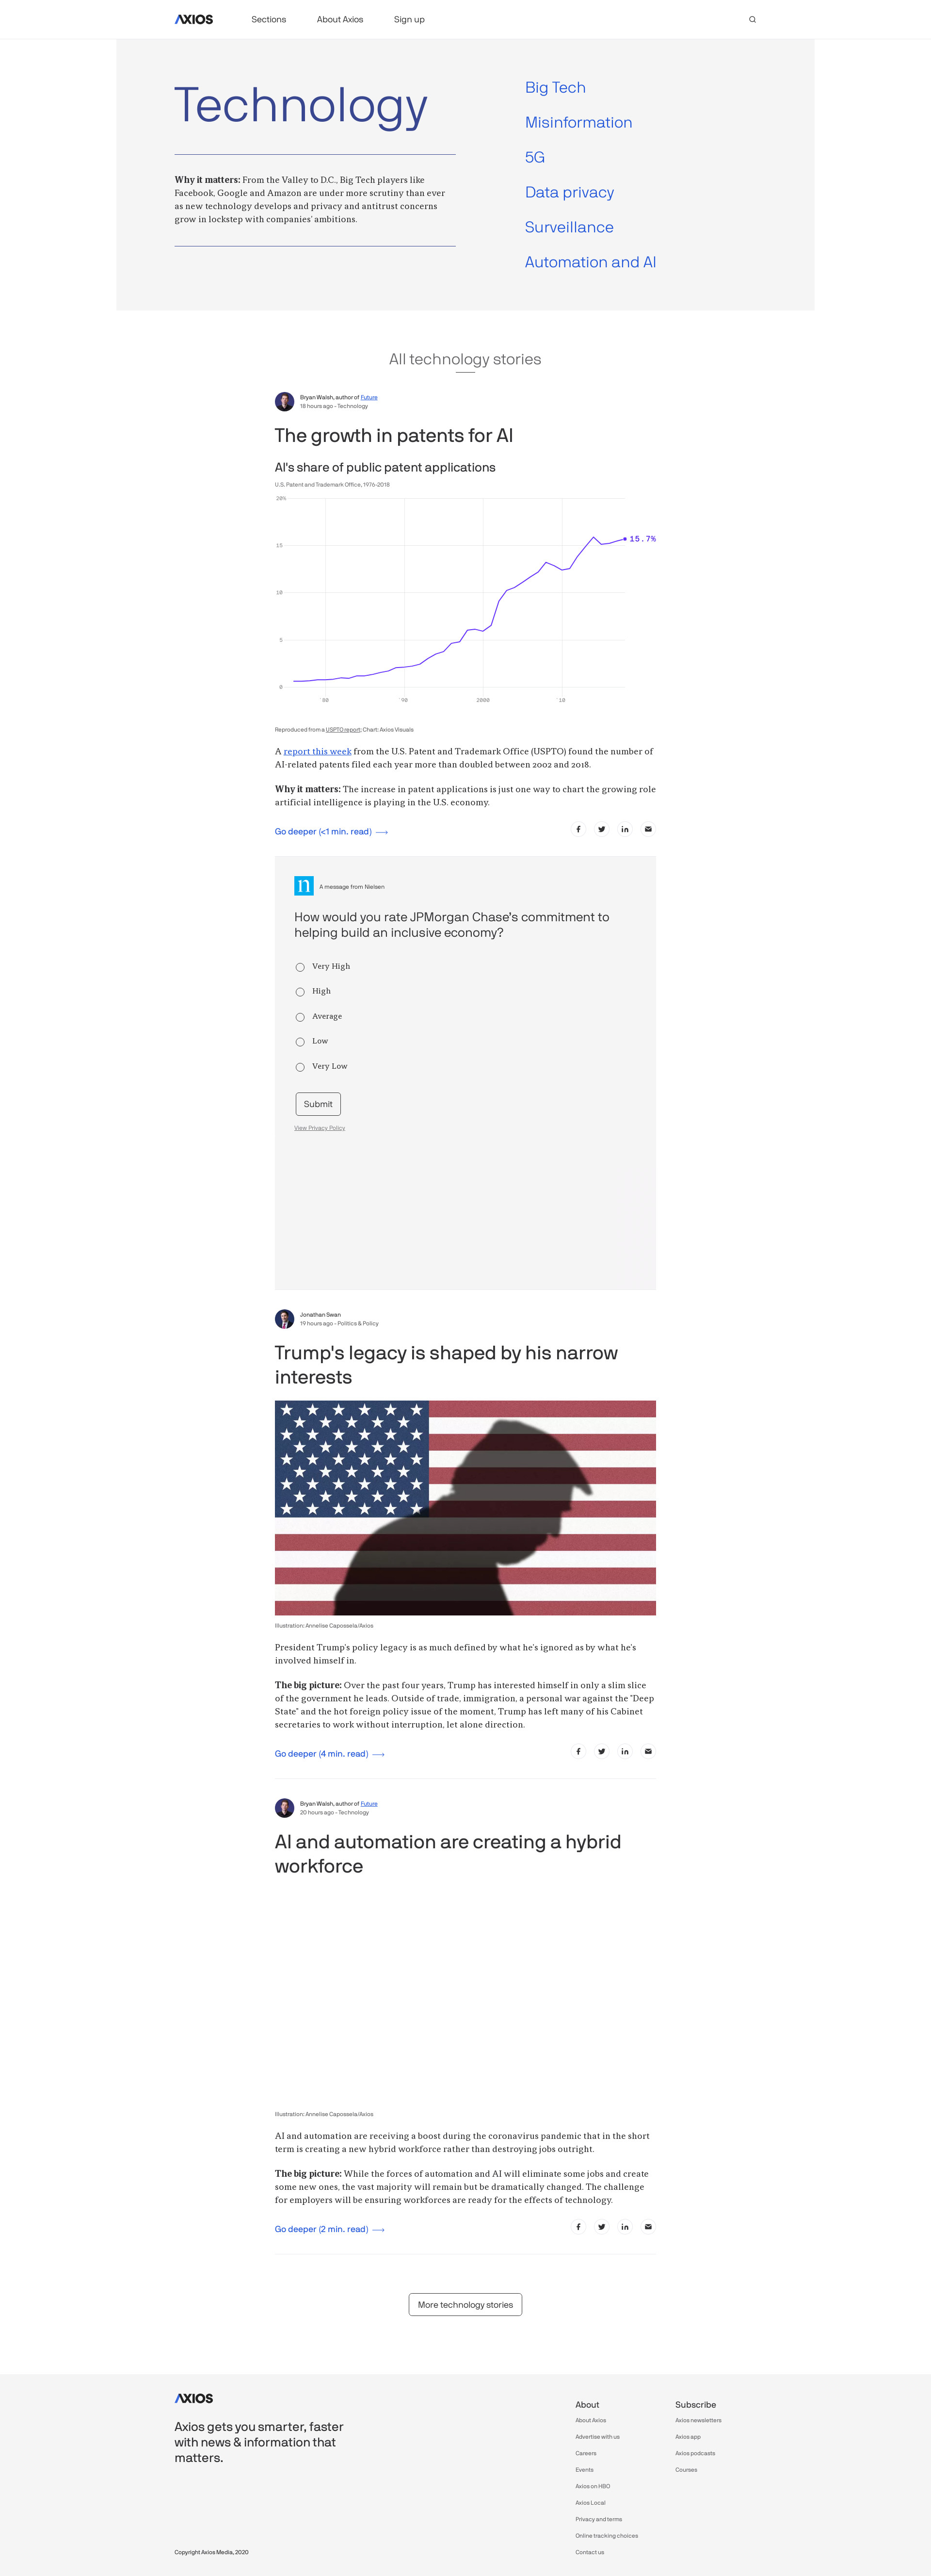 AXIOS
Sections
About Axios
Sign up
Technology
Why it matters: From the Valley to D.C., Big Tech players like
Facebook, Google and Amazon are under more scrutiny than ever
as new technology develops and privacy and antitrust concerns
grow in lockstep with companies' ambitions.
Big Tech
Misinformation
5G
Data privacy
Surveillance
Automation and AI
All technology stories
Bryan Walsh, author of Future
18 hours ago - Technology
The growth in patents for AI
AI's share of public patent applications
U.S. Patent and Trademark Office, 1976-2018
20%
15
10
5
0
15.7%
'80
'90
2000
'10
Reproduced from a USPTO report; Chart: Axios Visuals
A report this week from the U.S. Patent and Trademark Office (USPTO) found the number of
AI-related patents filed each year more than doubled between 2002 and 2018.
Why it matters: The increase in patent applications is just one way to chart the growing role
artificial intelligence is playing in the U.S. economy.
Go deeper (<1 min. read)
n
A message from Nielsen
How would you rate JPMorgan Chase's commitment to
helping build an inclusive economy?
Very High
High
Average
Low
Very Low
Submit
View Privacy Policy
Jonathan Swan
19 hours ago - Politics & Policy
Trump's legacy is shaped by his narrow
interests
Illustration: Annelise Capossela/Axios
President Trump's policy legacy is as much defined by what he's ignored as by what he's
involved himself in.
The big picture: Over the past four years, Trump has interested himself in only a slim slice
of the government he leads. Outside of trade, immigration, a personal war against the "Deep
State" and the hot foreign policy issue of the moment, Trump has left many of his Cabinet
secretaries to work without interruption, let alone direction.
Go deeper (4 min. read)
Bryan Walsh, author of Future
20 hours ago - Technology
AI and automation are creating a hybrid
workforce
Illustration: Annelise Capossela/Axios
AI and automation are receiving a boost during the coronavirus pandemic that in the short
term is creating a new hybrid workforce rather than destroying jobs outright.
The big picture: While the forces of automation and AI will eliminate some jobs and create
some new ones, the vast majority will remain but be dramatically changed. The challenge
for employers will be ensuring workforces are ready for the effects of technology.
Go deeper (2 min. read)
More technology stories
AXIOS
Axios gets you smarter, faster
with news & information that
matters.
Copyright Axios Media, 2020
About
About Axios
Advertise with us
Careers
Events
Axios on HBO
Axios Local
Privacy and terms
Online tracking choices
Contact us
Subscribe
Axios newsletters
Axios app
Axios podcasts
Courses